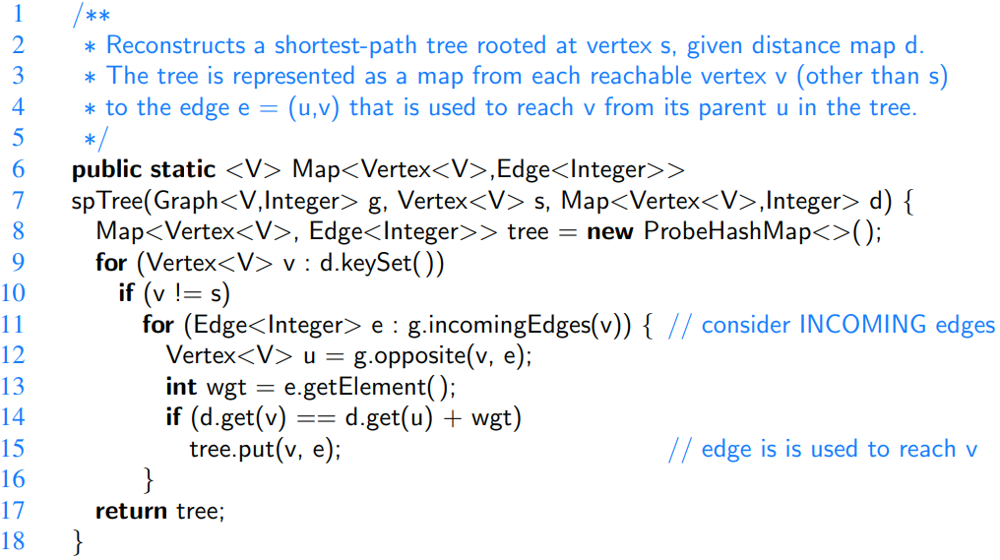 1 /**
2 * Reconstructs a shortest-path tree rooted at vertex s, given distance map d.
3 * The tree is represented as a map from each reachable vertex v (other than s)
4 * to the edge e = (u,v) that is used to reach v from its parent u in the tree.
5 */
6 public static <V> Map<Vertex<V>,Edge<Integer>>
7 spTree(Graph<V,Integer> g, Vertex<V> s, Map<Vertex<V>,Integer> d) {
8 Map<Vertex<V>, Edge<Integer>> tree = new ProbeHashMap<>();
9 for (Vertex<V> v : d.keySet())
10 if (v != s)
11 for (Edge<Integer> e : g.incomingEdges(v)) { // consider INCOMING edges
12 Vertex<V> u = g.opposite(v, e);
13 int wgt = e.getElement();
14 if (d.get(v) == d.get(u) + wgt)
15 tree.put(v, e); // edge is is used to reach v
16 }
17 return tree;
18 }